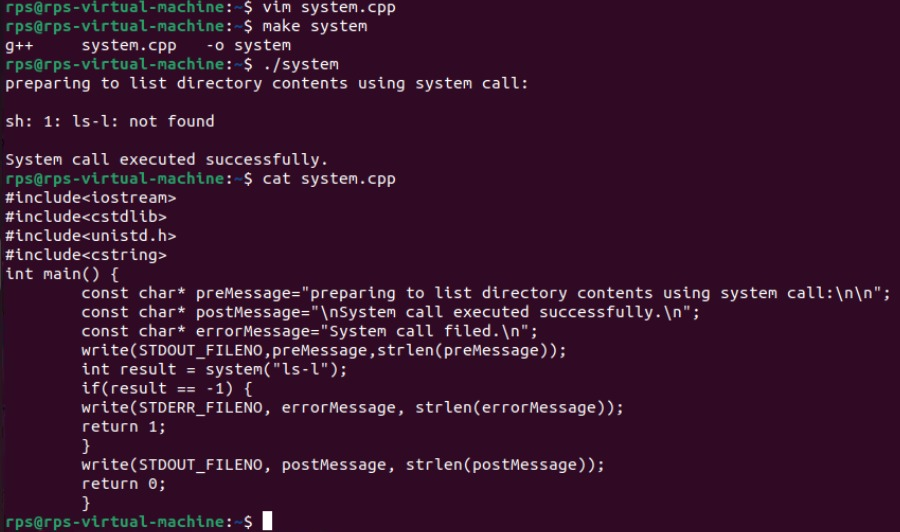 rps@rps-virtual-machine:~$ vim system.cpp
rps@rps-virtual-machine:~$ make system
g++     system.cpp   -o system
rps@rps-virtual-machine:~$ ./system
preparing to list directory contents using system call:

sh: 1: ls-l: not found

System call executed successfully.
rps@rps-virtual-machine:~$ cat system.cpp
#include<iostream>
#include<cstdlib>
#include<unistd.h>
#include<cstring>
int main() {
        const char* preMessage="preparing to list directory contents using system call:\n\n";
        const char* postMessage="\nSystem call executed successfully.\n";
        const char* errorMessage="System call filed.\n";
        write(STDOUT_FILENO,preMessage,strlen(preMessage));
        int result = system("ls-l");
        if(result == -1) {
        write(STDERR_FILENO, errorMessage, strlen(errorMessage));
        return 1;
        }
        write(STDOUT_FILENO, postMessage, strlen(postMessage));
        return 0;
        }
rps@rps-virtual-machine:~$